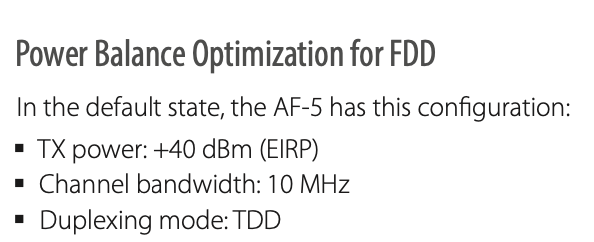 Power Balance Optimization for FDD
In the default state, the AF-5 has this configuration:
▪ TX power: +40 dBm (EIRP)
▪ Channel bandwidth: 10 MHz
▪ Duplexing mode: TDD